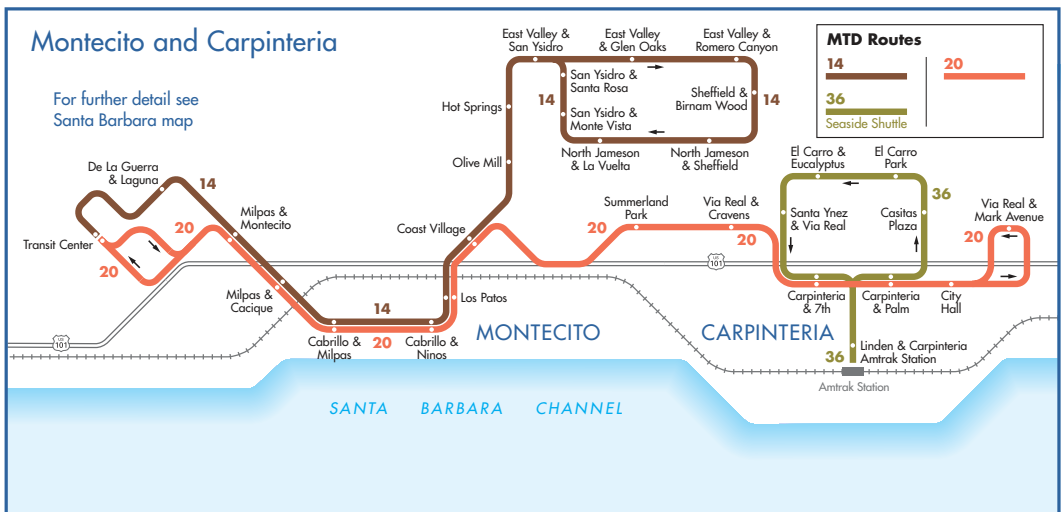 Montecito and Carpinteria
For further detail see
Santa Barbara map
MTD Routes
14
20
36
Seaside Shuttle
East Valley &
San Ysidro
East Valley
& Glen Oaks
East Valley &
Romero Canyon
San Ysidro &
Santa Rosa
Hot Springs
14
San Ysidro &
Monte Vista
Sheffield &
Birnam Wood
14
Olive Mill
North Jameson
& La Vuelta
North Jameson
& Sheffield
De La Guerra
& Laguna
14
Milpas &
Montecito
20
Transit Center
20
Milpas &
Cacique
Coast Village
Los Patos
14
20
Cabrillo &
Milpas
Cabrillo &
Ninos
Summerland
Park
20
Via Real &
Cravens
20
El Carro &
Eucalyptus
El Carro
Park
36
Santa Ynez
& Via Real
Casitas
Plaza
Via Real &
Mark Avenue
20
US
101
US
101
Carpinteria
& 7th
Carpinteria
& Palm
City
Hall
MONTECITO
CARPINTERIA
Linden & Carpinteria
Amtrak Station
36
Amtrak Station
SANTA BARBARA CHANNEL